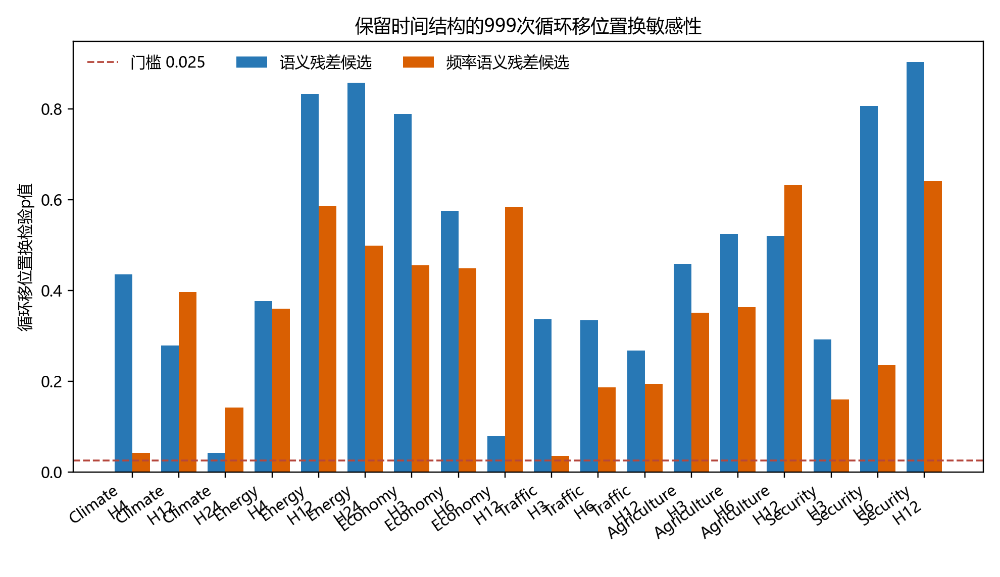 保留时间结构的999次循环移位置换敏感性
门槛 0.025
语义残差候选
频率语义残差候选
循环移位置换检验p值
0.8
0.6
0.4
0.2
0.0
Climate
H4
Climate
H12
Climate
H24
Energy
H4
Energy
H12
Energy
H24
Economy
H3
Economy
H6
Economy
H12
Traffic
H3
Traffic
H6
Traffic
H12
Agriculture
H3
Agriculture
H6
Agriculture
H12
Security
H3
Security
H6
Security
H12